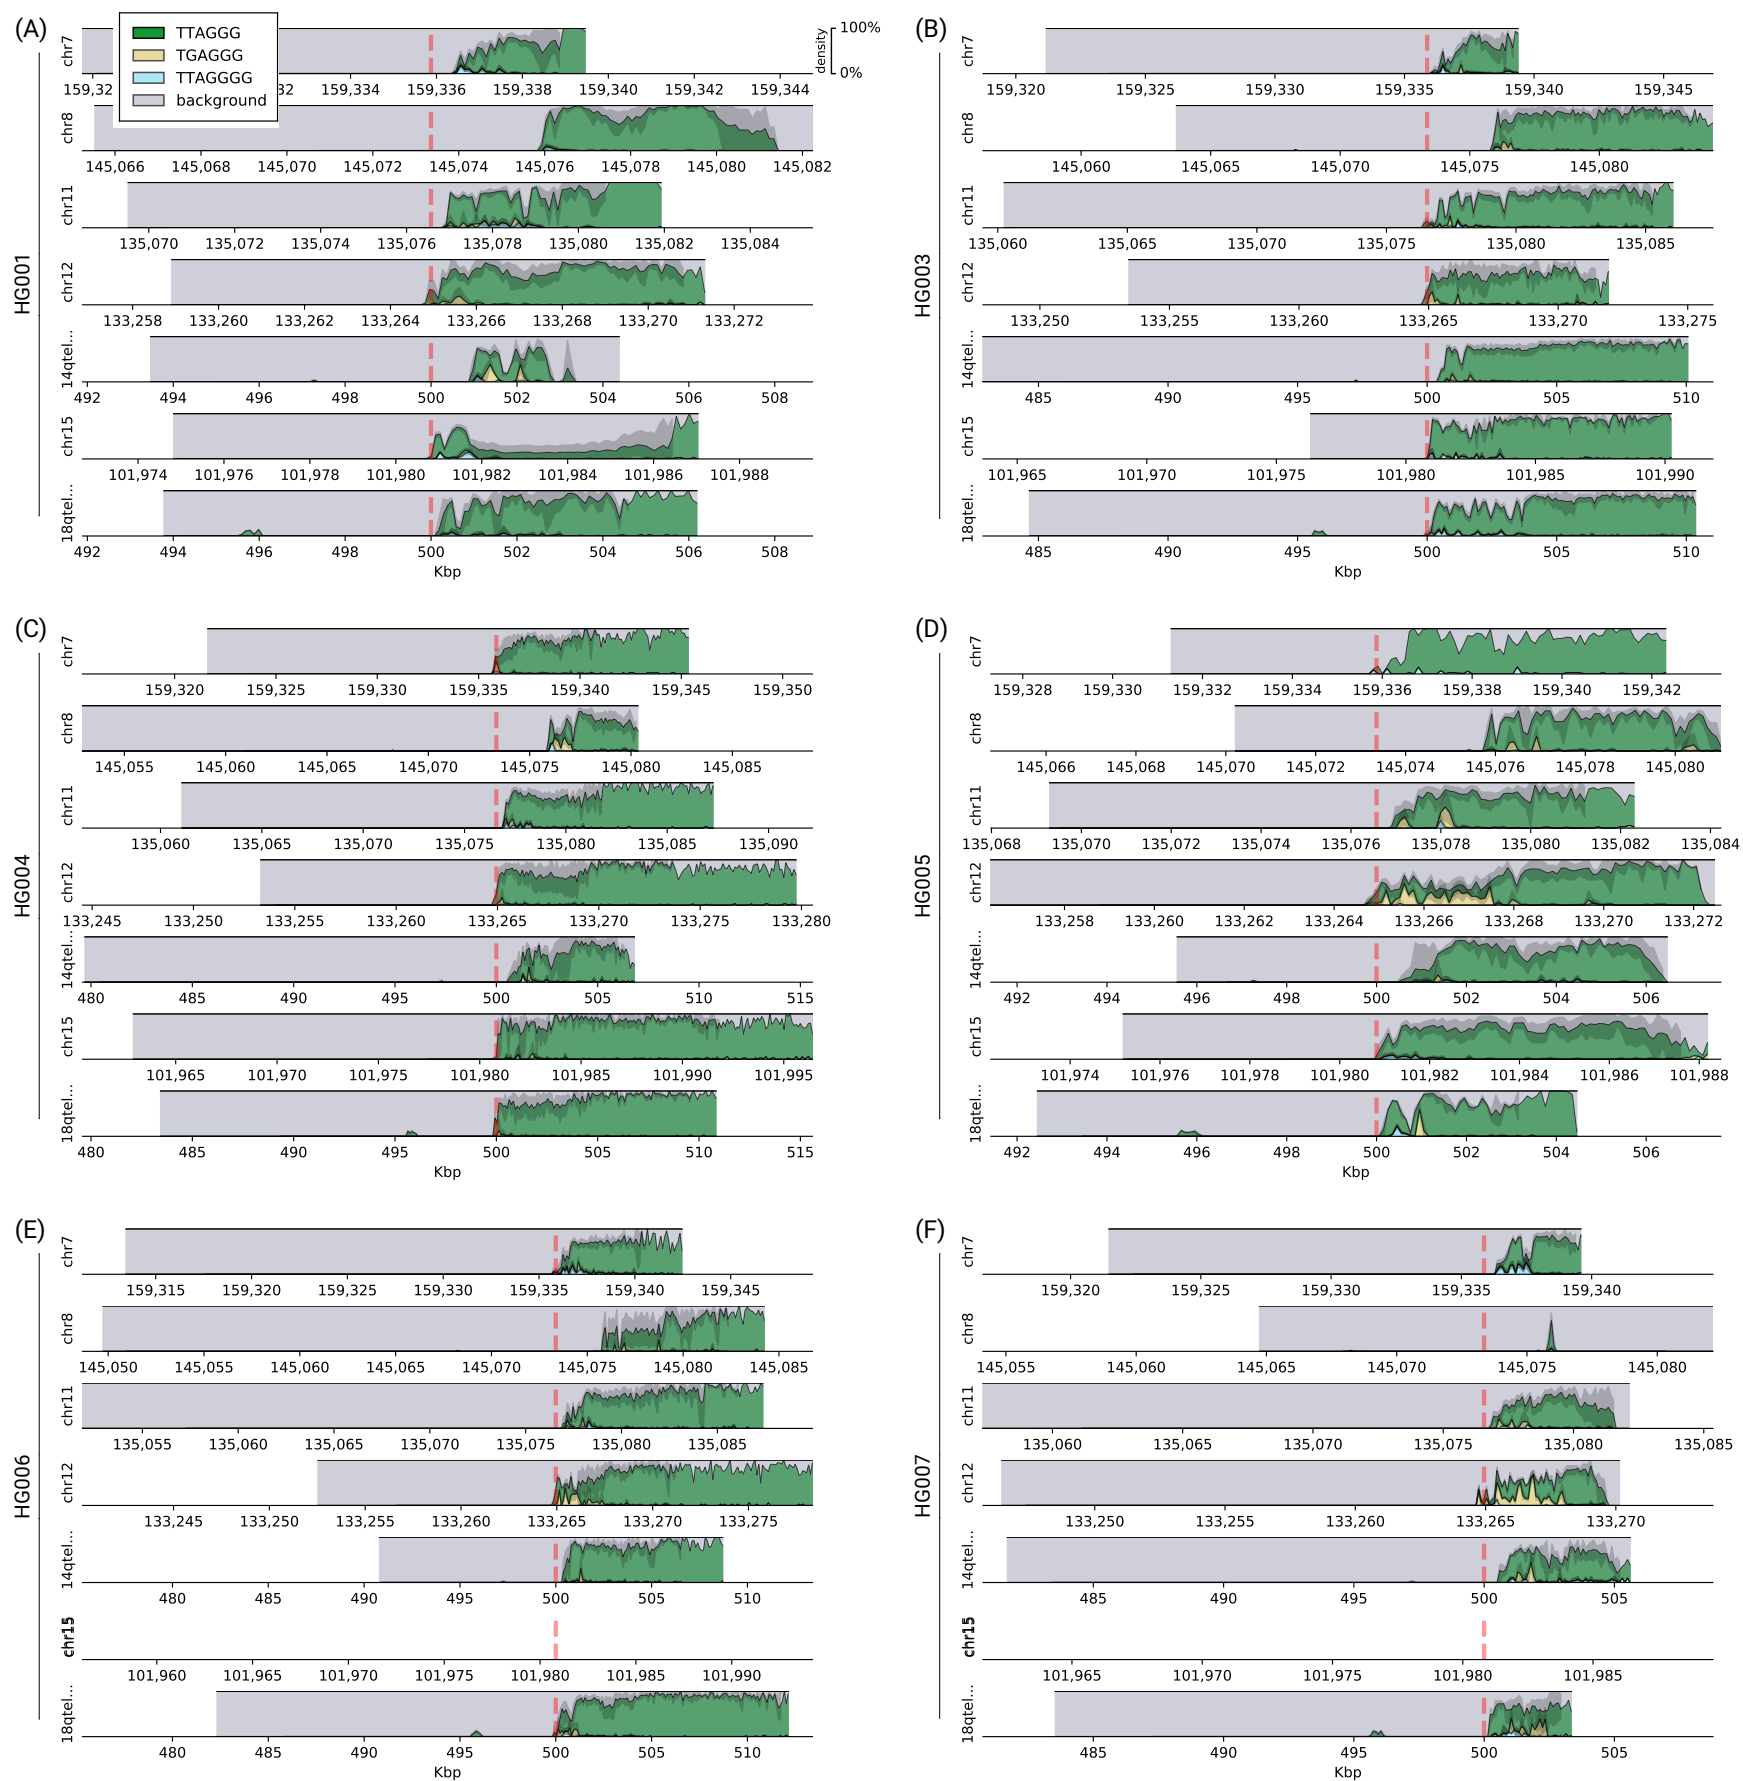 (A)
TTAGGG
TGAGGG
TTAGGGG
background
density
100%
0%
HG001
chr7
159,32 32 159,334 159,336 159,338 159,340 159,342 159,344
chr8
145,066 145,068 145,070 145,072 145,074 145,076 145,078 145,080 145,082
chr11
135,070 135,072 135,074 135,076 135,078 135,080 135,082 135,084
chr12
133,258 133,260 133,262 133,264 133,266 133,268 133,270 133,272
14qtel...
492 494 496 498 500 502 504 506 508
chr15
101,974 101,976 101,978 101,980 101,982 101,984 101,986 101,988
18qtel...
492 494 496 498 500 502 504 506 508
Kbp
(B)
HG003
chr7
159,320 159,325 159,330 159,335 159,340 159,345
chr8
145,060 145,065 145,070 145,075 145,080
chr11
135,060 135,065 135,070 135,075 135,080 135,085
chr12
133,250 133,255 133,260 133,265 133,270 133,275
14qtel...
485 490 495 500 505 510
chr15
101,965 101,970 101,975 101,980 101,985 101,990
18qtel...
485 490 495 500 505 510
Kbp
(C)
HG004
chr7
159,320 159,325 159,330 159,335 159,340 159,345 159,350
chr8
145,055 145,060 145,065 145,070 145,075 145,080 145,085
chr11
135,060 135,065 135,070 135,075 135,080 135,085 135,090
chr12
133,245 133,250 133,255 133,260 133,265 133,270 133,275 133,280
14qtel...
480 485 490 495 500 505 510 515
chr15
101,965 101,970 101,975 101,980 101,985 101,990 101,995
18qtel...
480 485 490 495 500 505 510 515
Kbp
(D)
HG005
chr7
159,328 159,330 159,332 159,334 159,336 159,338 159,340 159,342
chr8
145,066 145,068 145,070 145,072 145,074 145,076 145,078 145,080
chr11
135,068 135,070 135,072 135,074 135,076 135,078 135,080 135,082 135,084
chr12
133,258 133,260 133,262 133,264 133,266 133,268 133,270 133,272
14qtel...
492 494 496 498 500 502 504 506
chr15
101,974 101,976 101,978 101,980 101,982 101,984 101,986 101,988
18qtel...
492 494 496 498 500 502 504 506
Kbp
(E)
HG006
chr7
159,315 159,320 159,325 159,330 159,335 159,340 159,345
chr8
145,050 145,055 145,060 145,065 145,070 145,075 145,080 145,085
chr11
135,055 135,060 135,065 135,070 135,075 135,080 135,085
chr12
133,245 133,250 133,255 133,260 133,265 133,270 133,275
14qtel...
480 485 490 495 500 505 510
chr15
101,960 101,965 101,970 101,975 101,980 101,985 101,990
18qtel...
480 485 490 495 500 505 510
Kbp
(F)
HG007
chr7
159,320 159,325 159,330 159,335 159,340
chr8
145,055 145,060 145,065 145,070 145,075 145,080
chr11
135,060 135,065 135,070 135,075 135,080 135,085
chr12
133,250 133,255 133,260 133,265 133,270
14qtel...
485 490 495 500 505
chr15
101,965 101,970 101,975 101,980 101,985
18qtel...
485 490 495 500 505
Kbp